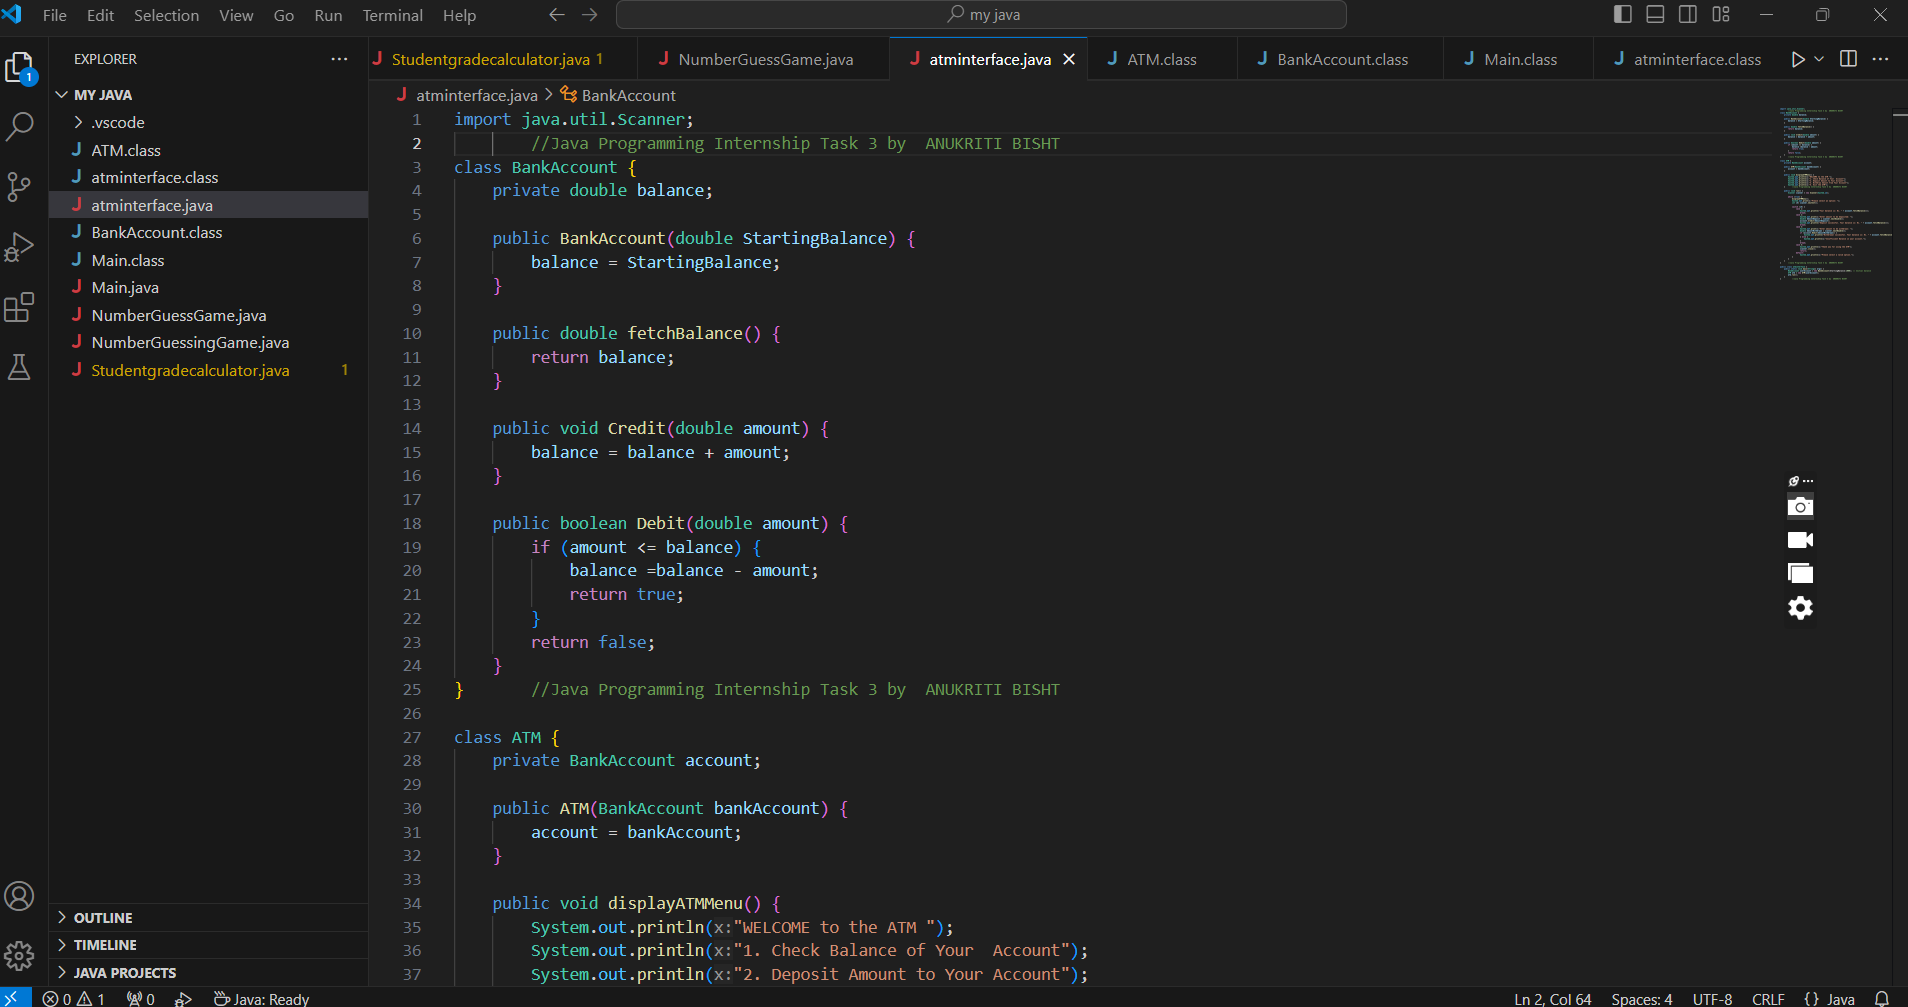 File Edit Selection View Go Run Terminal Help my java
EXPLORER
Studentgradecalculator.java 1 NumberGuessGame.java atminterface.java ATM.class BankAccount.class Main.class atminterface.class
1
MY JAVA
.vscode
ATM.class
atminterface.class
atminterface.java
BankAccount.class
Main.class
Main.java
NumberGuessGame.java
NumberGuessingGame.java
Studentgradecalculator.java 1
OUTLINE
TIMELINE
JAVA PROJECTS
atminterface.java > BankAccount
1 import java.util.Scanner;
2 //Java Programming Internship Task 3 by  ANUKRITI BISHT
3 class BankAccount {
4 private double balance;
5
6 public BankAccount(double StartingBalance) {
7 balance = StartingBalance;
8 }
9
10 public double fetchBalance() {
11 return balance;
12 }
13
14 public void Credit(double amount) {
15 balance = balance + amount;
16 }
17
18 public boolean Debit(double amount) {
19 if (amount <= balance) {
20 balance =balance - amount;
21 return true;
22 }
23 return false;
24 }
25 } //Java Programming Internship Task 3 by  ANUKRITI BISHT
26
27 class ATM {
28 private BankAccount account;
29
30 public ATM(BankAccount bankAccount) {
31 account = bankAccount;
32 }
33
34 public void displayATMMenu() {
35 System.out.println(x:"WELCOME to the ATM ");
36 System.out.println(x:"1. Check Balance of Your  Account");
37 System.out.println(x:"2. Deposit Amount to Your Account");
0 1 0 Java: Ready Ln 2, Col 64 Spaces: 4 UTF-8 CRLF {} Java